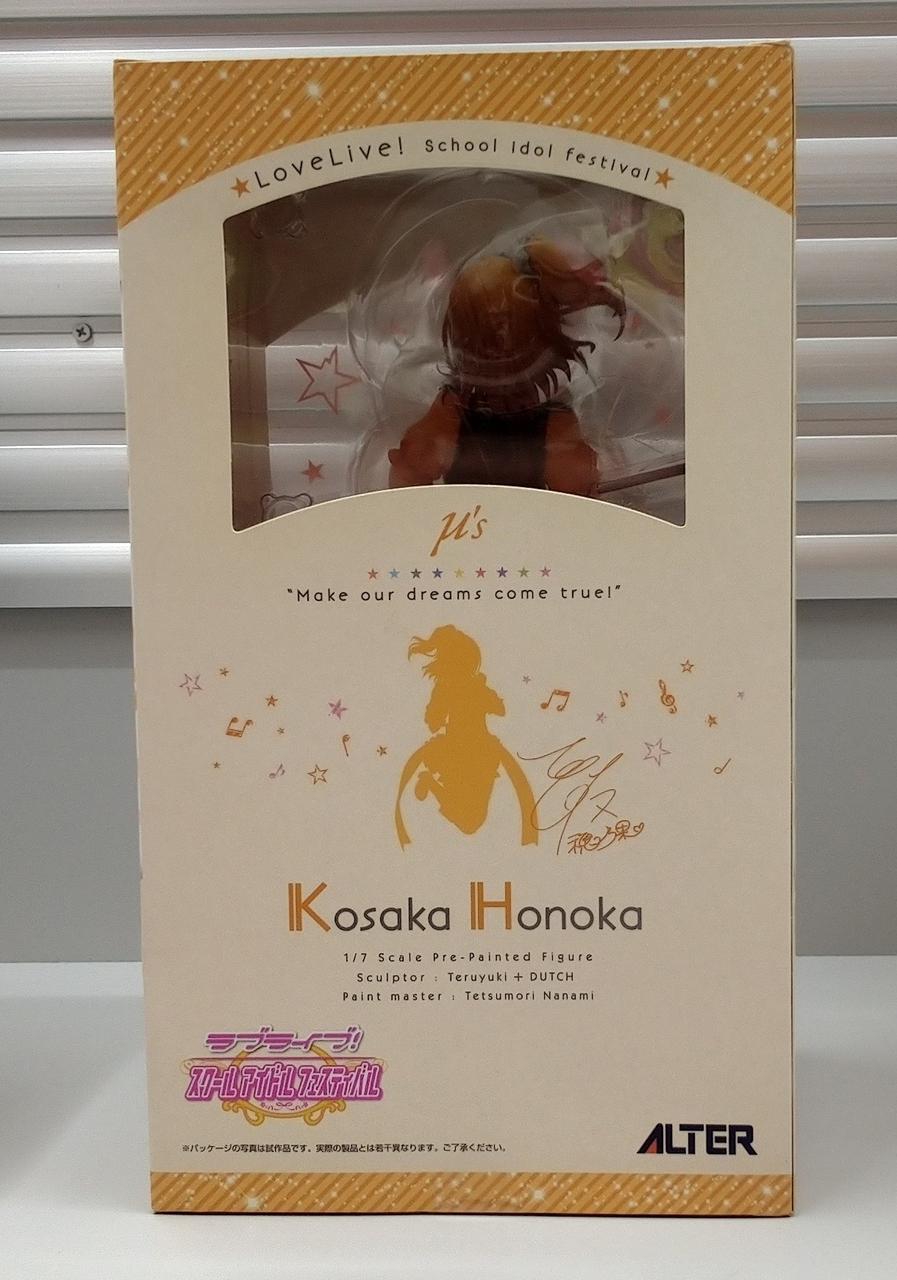 ★LoveLive! School idol festival★
μ's
"Make our dreams come true!"
穂乃果
Kosaka Honoka
1/7 Scale Pre-Painted Figure
Sculptor : Teruyuki + DUTCH
Paint master : Tetsumori Nanami
ラブライブ!
スクールアイドルフェスティバル
※パッケージの写真は試作品です。実際の製品とは若干異なります。ご了承ください。
ALTER